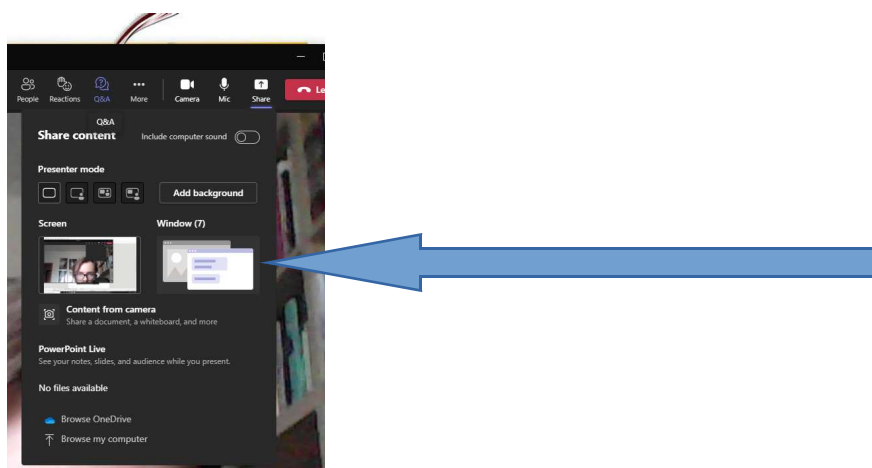 People Reactions Q&A More Camera Mic Share Le
Q&A
Share content Include computer sound
Presenter mode
Add background
Screen Window (7)
Content from camera
Share a document, a whiteboard, and more
PowerPoint Live
See your notes, slides, and audience while you present.
No files available
Browse OneDrive
Browse my computer